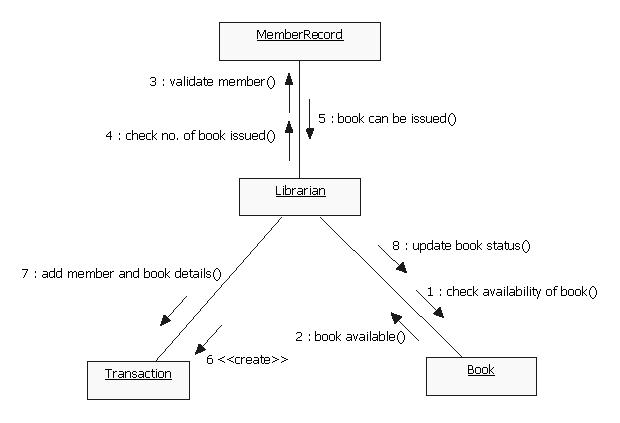 MemberRecord
3 : validate member()
5 : book can be issued()
4 : check no. of book issued()
Librarian
8 : update book status()
7 : add member and book details()
1 : check availability of book()
2 : book available()
6 <<create>>
Transaction
Book